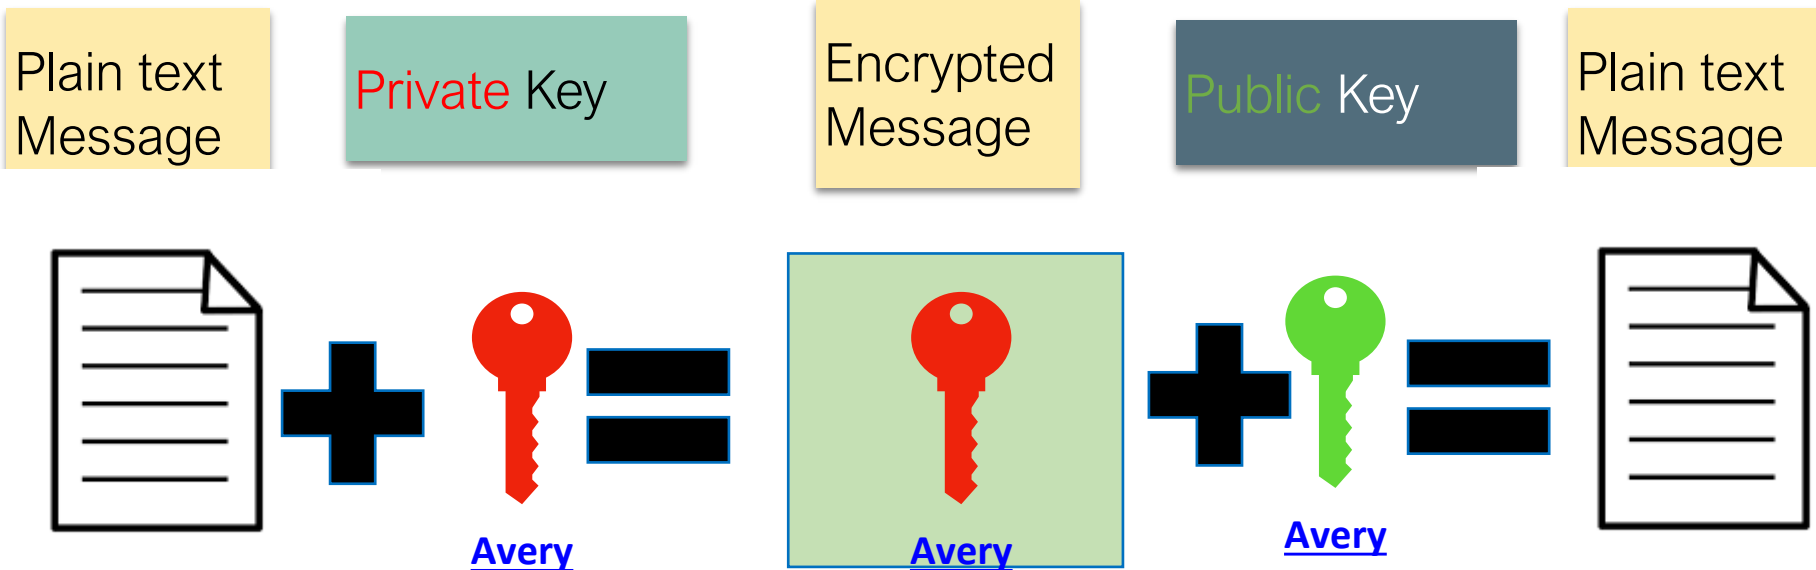 Plain text
Message
Private Key
Encrypted
Message
Public Key
Plain text
Message
Avery
Avery
Avery